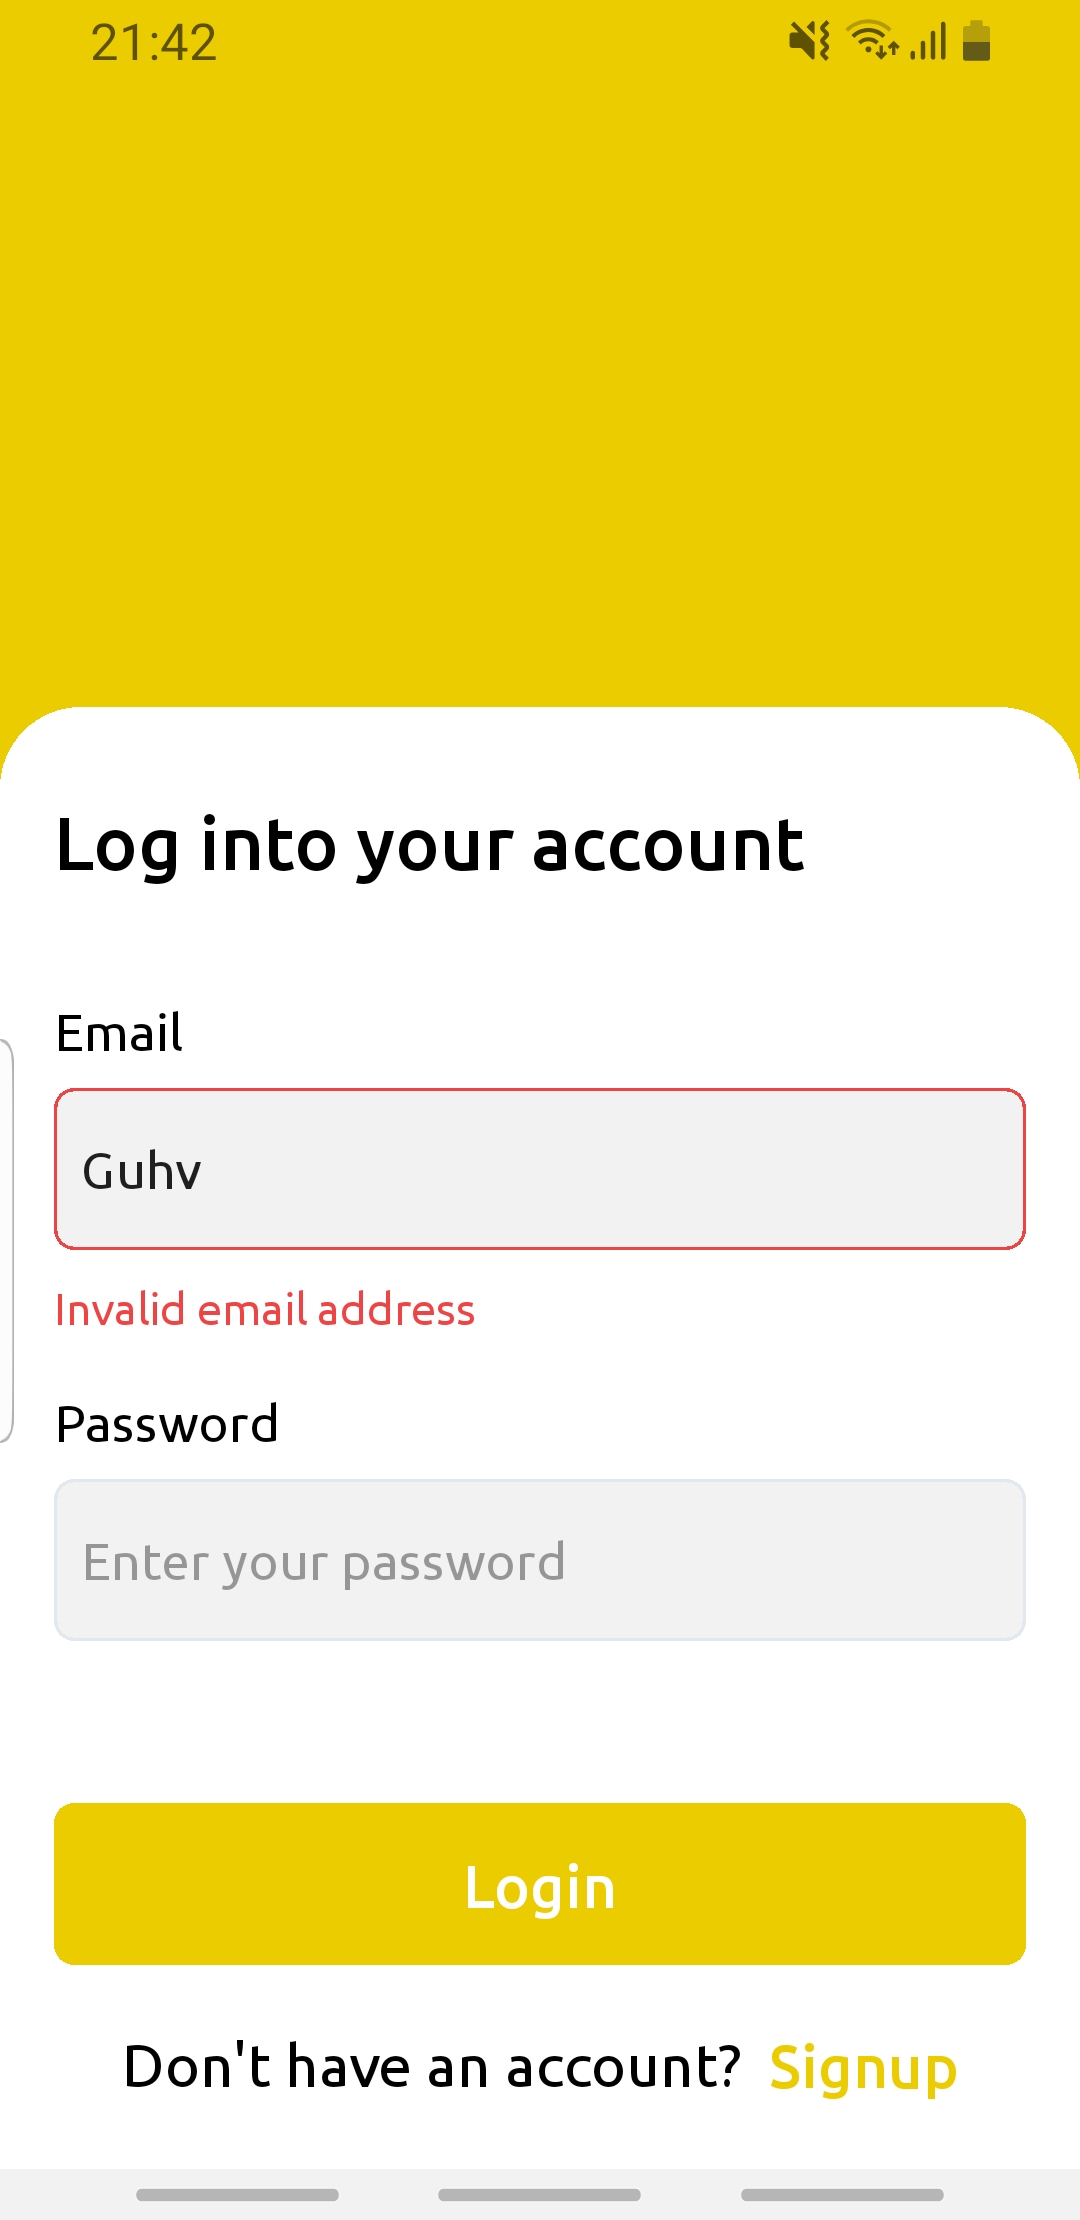 21:42
Log into your account
Email
Guhv
Invalid email address
Password
Enter your password
Login
Don't have an account? Signup